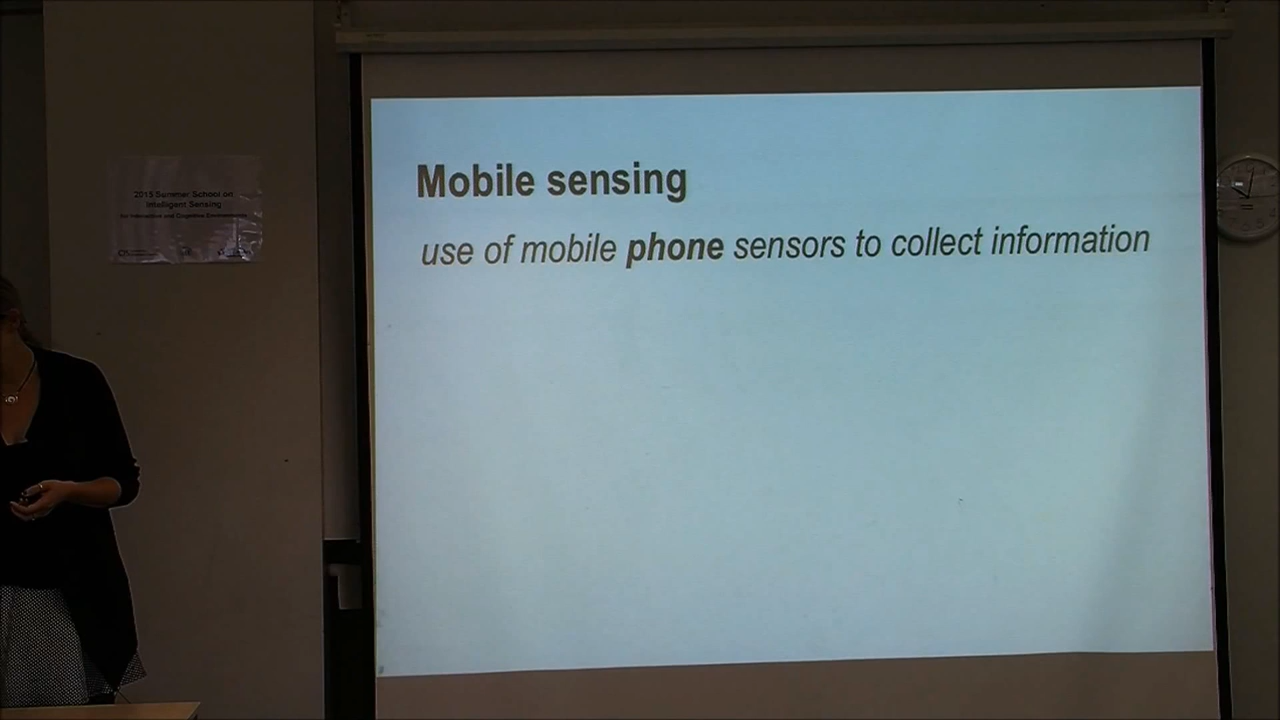 Mobile sensing
use of mobile phone sensors to collect information
2015 Summer School on
Intelligent Sensing
for Interactive and Cognitive Environments